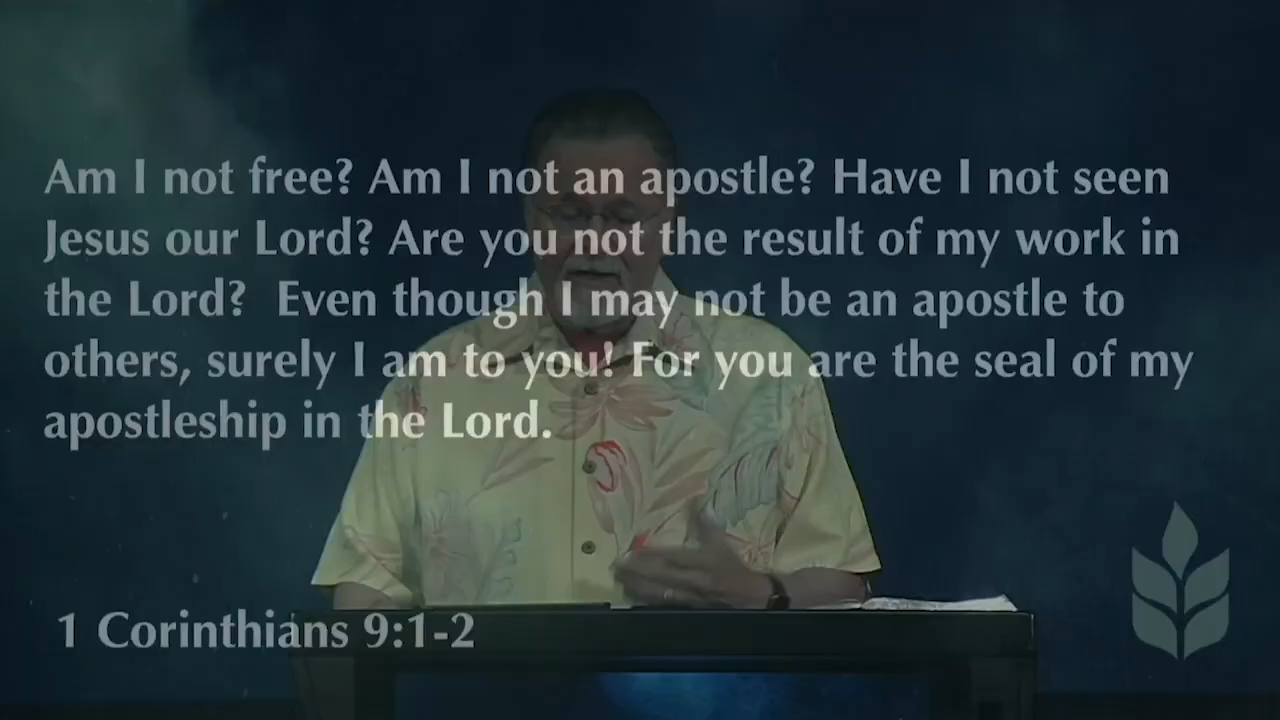 Am I not free? Am I not an apostle? Have I not seen
Jesus our Lord? Are you not the result of my work in
the Lord?  Even though I may not be an apostle to
others, surely I am to you! For you are the seal of my
apostleship in the Lord.
1 Corinthians 9:1-2